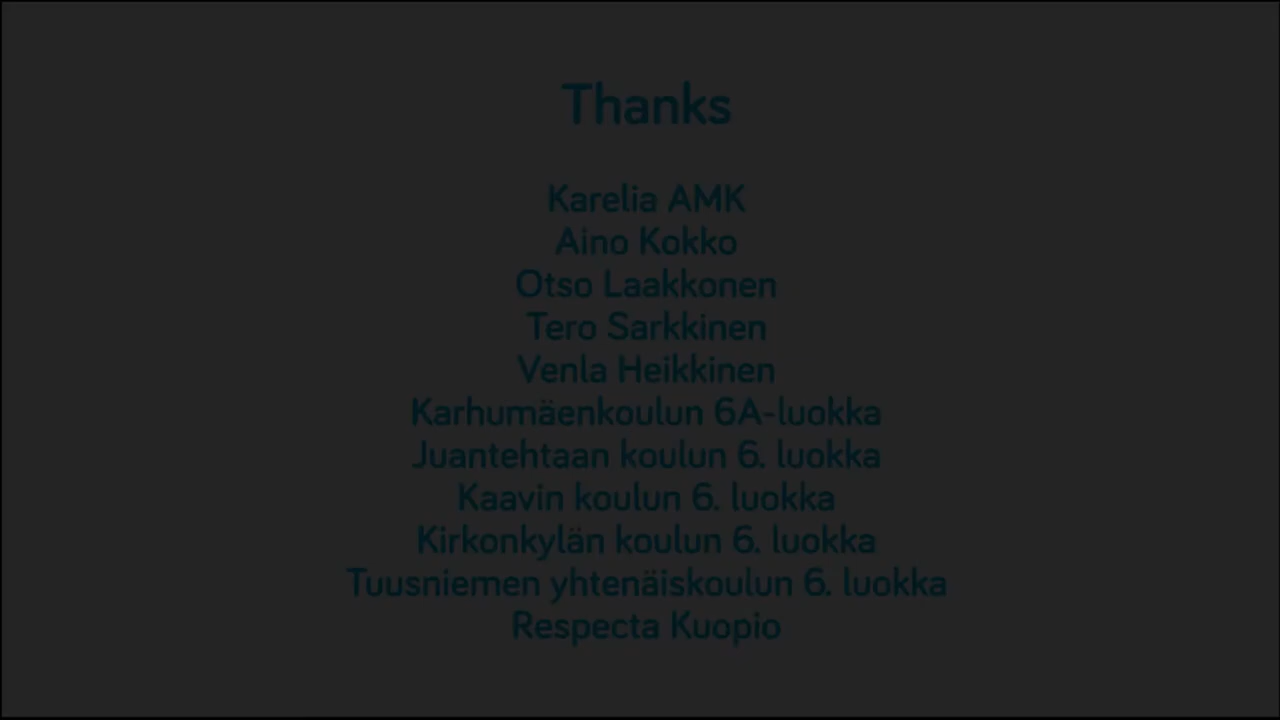 Thanks
Karelia AMK
Aino Kokko
Otso Laakkonen
Tero Sarkkinen
Venla Heikkinen
Karhumäenkoulun 6A-luokka
Juantehtaan koulun 6. luokka
Kaavin koulun 6. luokka
Kirkonkylän koulun 6. luokka
Tuusniemen yhtenäiskoulun 6. luokka
Respecta Kuopio